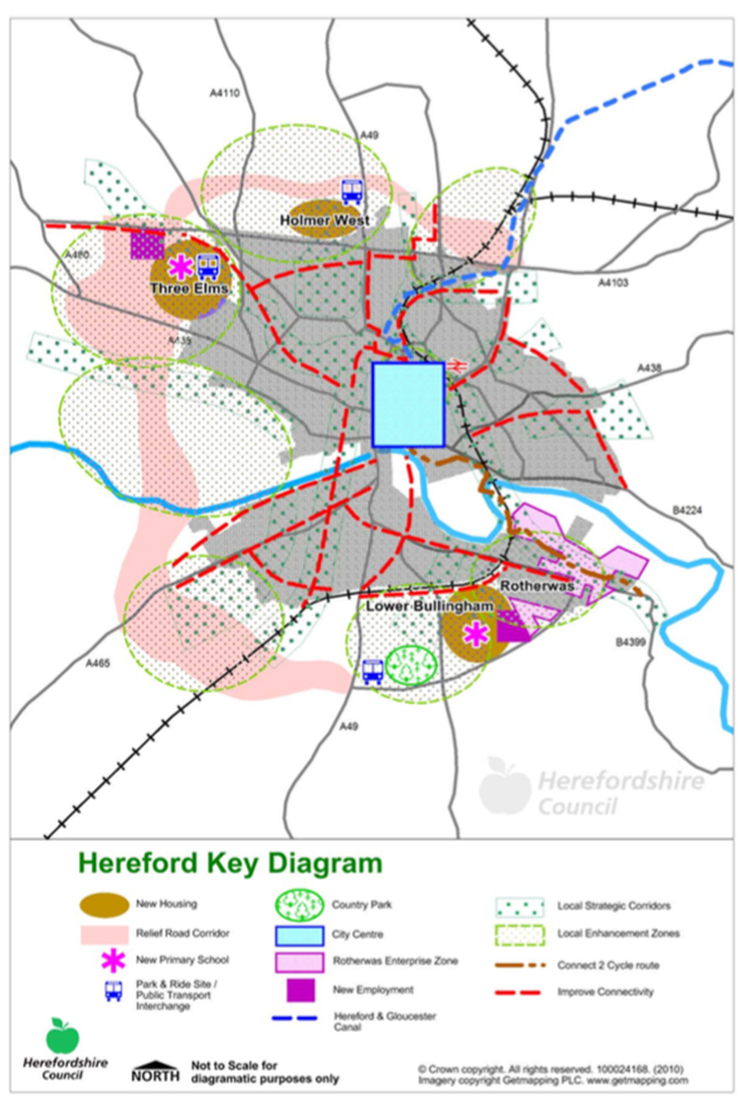 A4110
A49
Holmer West
A480
Three Elms
A4103
A438
A438
B4224
Rotherwas
Lower Bullingham
B4399
A465
A49
Herefordshire
Council
Hereford Key Diagram
New Housing
Relief Road Corridor
New Primary School
Park & Ride Site /
Public Transport
Interchange
Country Park
City Centre
Rotherwas Enterprise Zone
New Employment
Hereford & Gloucester
Canal
Local Strategic Corridors
Local Enhancement Zones
Connect 2 Cycle route
Improve Connectivity
Herefordshire
Council
NORTH
Not to Scale for
diagramatic purposes only
© Crown copyright. All rights reserved. 100024168. (2010)
Imagery copyright Getmapping PLC. www.getmapping.com